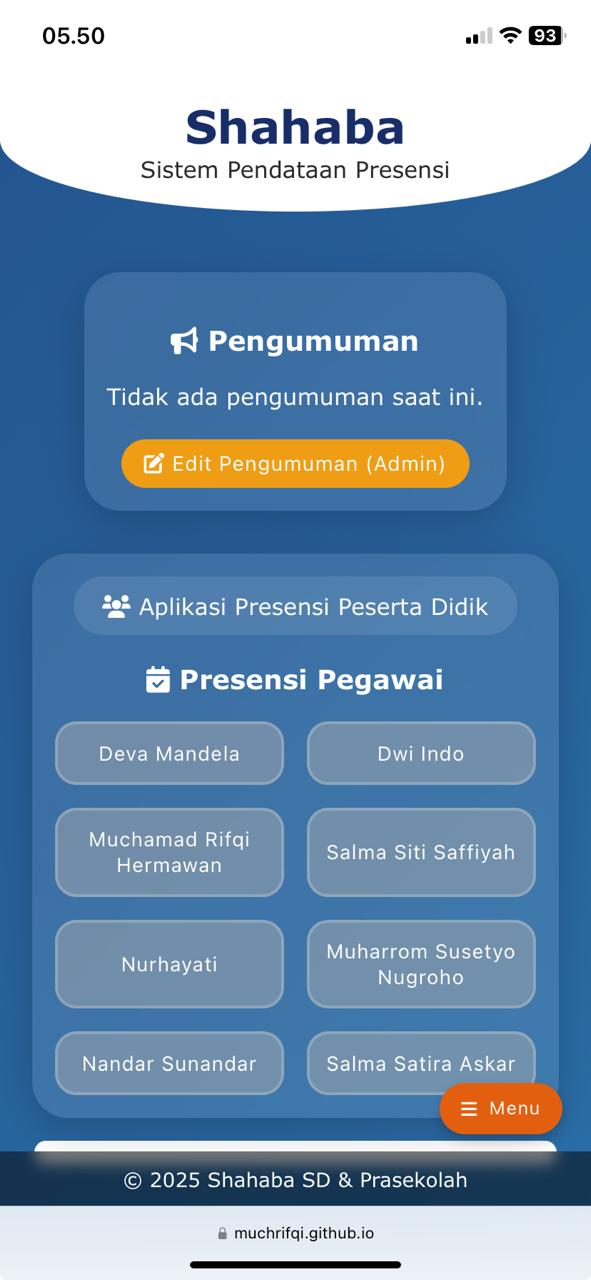 05.50
93
Shahaba
Sistem Pendataan Presensi
Pengumuman
Tidak ada pengumuman saat ini.
Edit Pengumuman (Admin)
Aplikasi Presensi Peserta Didik
Presensi Pegawai
Deva Mandela
Dwi Indo
Muchamad Rifqi
Hermawan
Salma Siti Saffiyah
Nurhayati
Muharrom Susetyo
Nugroho
Nandar Sunandar
Salma Satira Askar
Menu
© 2025 Shahaba SD & Prasekolah
muchrifqi.github.io